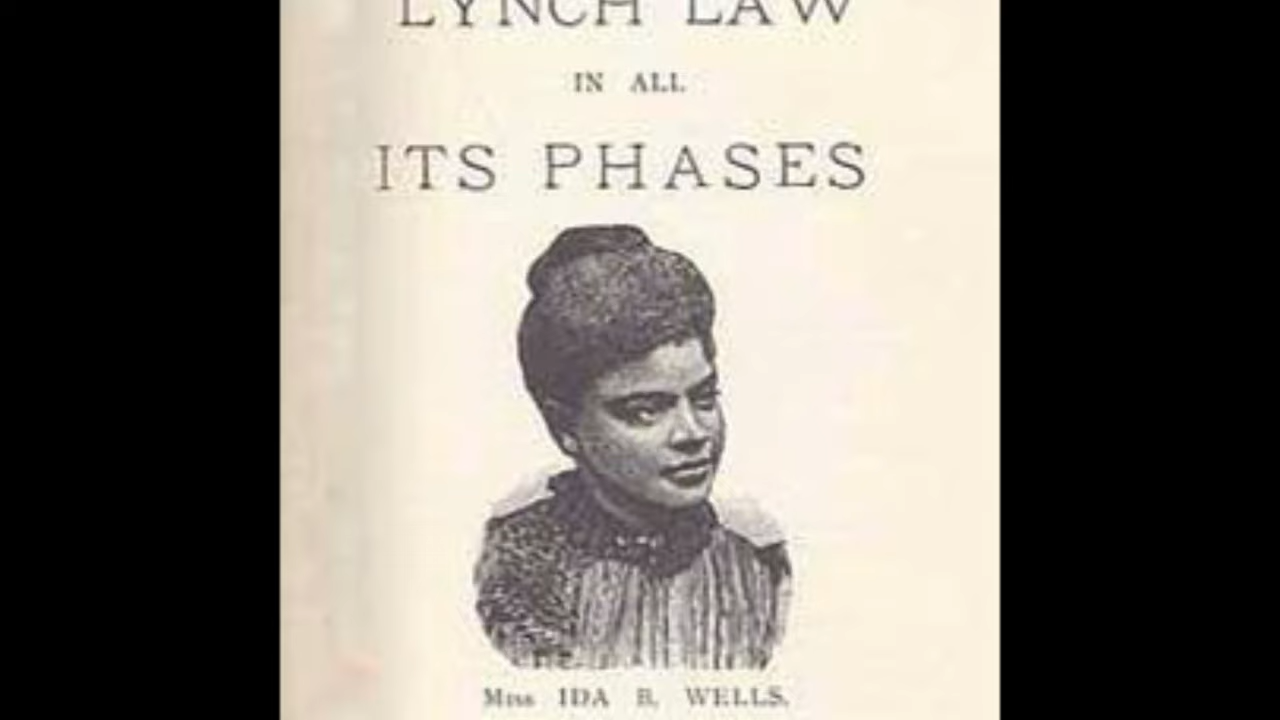 LYNCH LAW
IN ALL
ITS PHASES
Miss IDA B. WELLS.